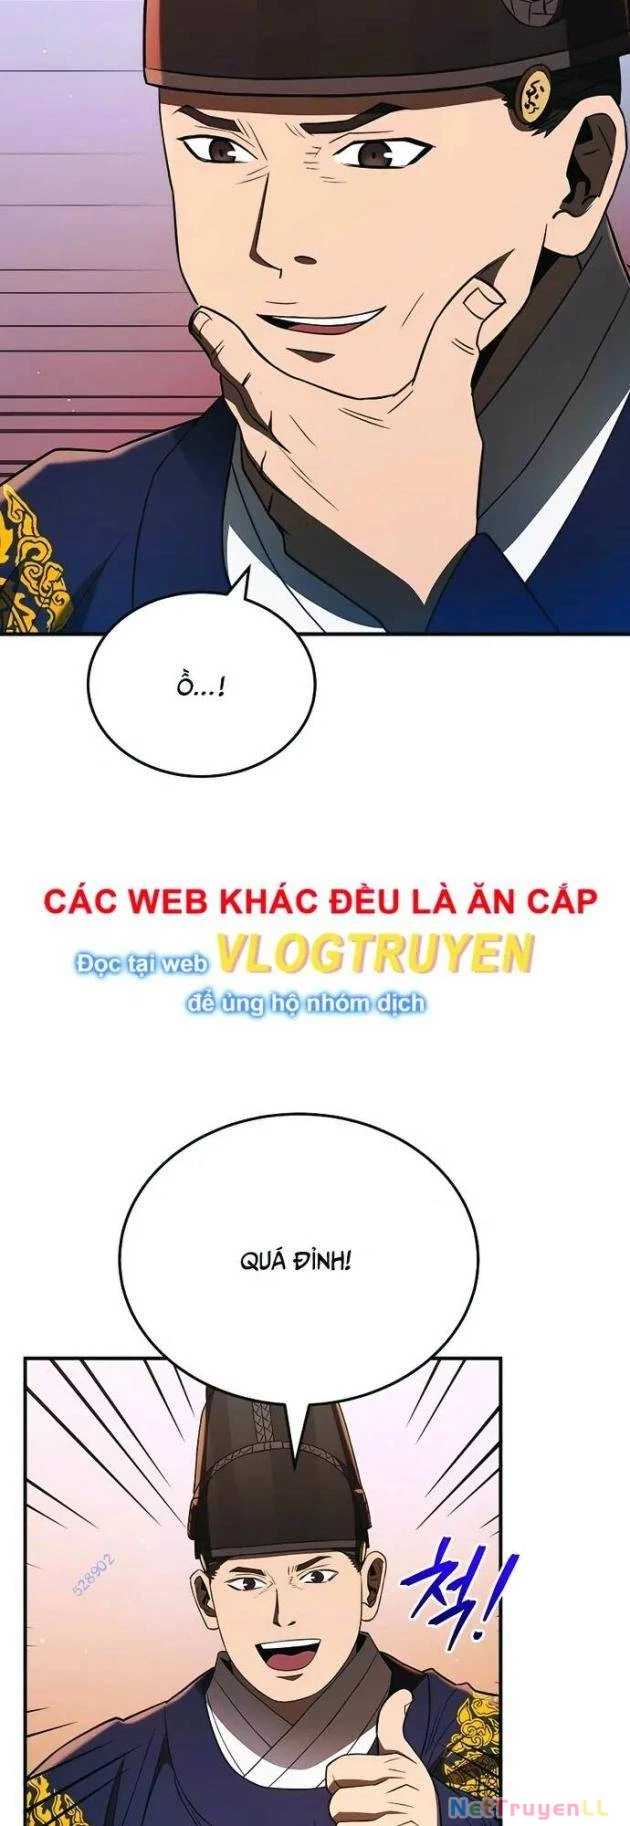 Ồ...!
CÁC WEB KHÁC ĐỀU LÀ ĂN CẮP
Đọc tại web VLOGTRUYEN
để ủng hộ nhóm dịch
QUÁ ĐỈNH!
528902
척!
NetTruyenLL